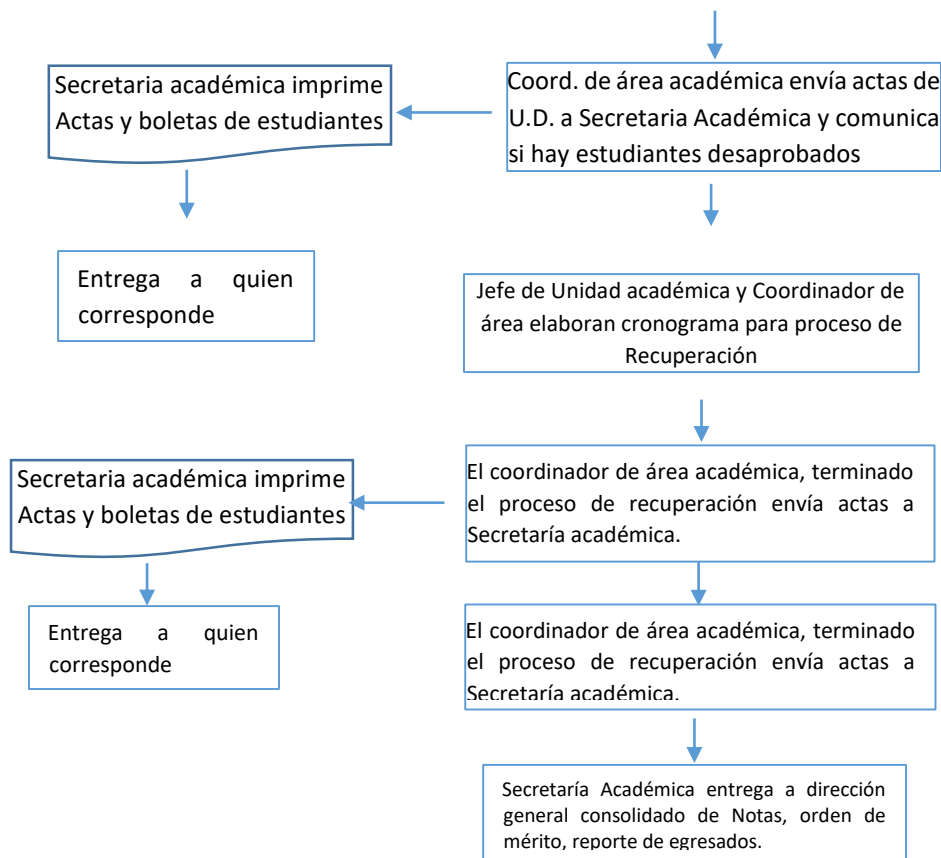 Secretaria académica imprime
Actas y boletas de estudiantes
Coord. de área académica envía actas de
U.D. a Secretaria Académica y comunica
si hay estudiantes desaprobados
Entrega a quien
corresponde
Jefe de Unidad académica y Coordinador de
área elaboran cronograma para proceso de
Recuperación
Secretaria académica imprime
Actas y boletas de estudiantes
El coordinador de área académica, terminado
el proceso de recuperación envía actas a
Secretaría académica.
Entrega a quien
corresponde
El coordinador de área académica, terminado
el proceso de recuperación envía actas a
Secretaría académica.
Secretaría Académica entrega a dirección
general consolidado de Notas, orden de
mérito, reporte de egresados.